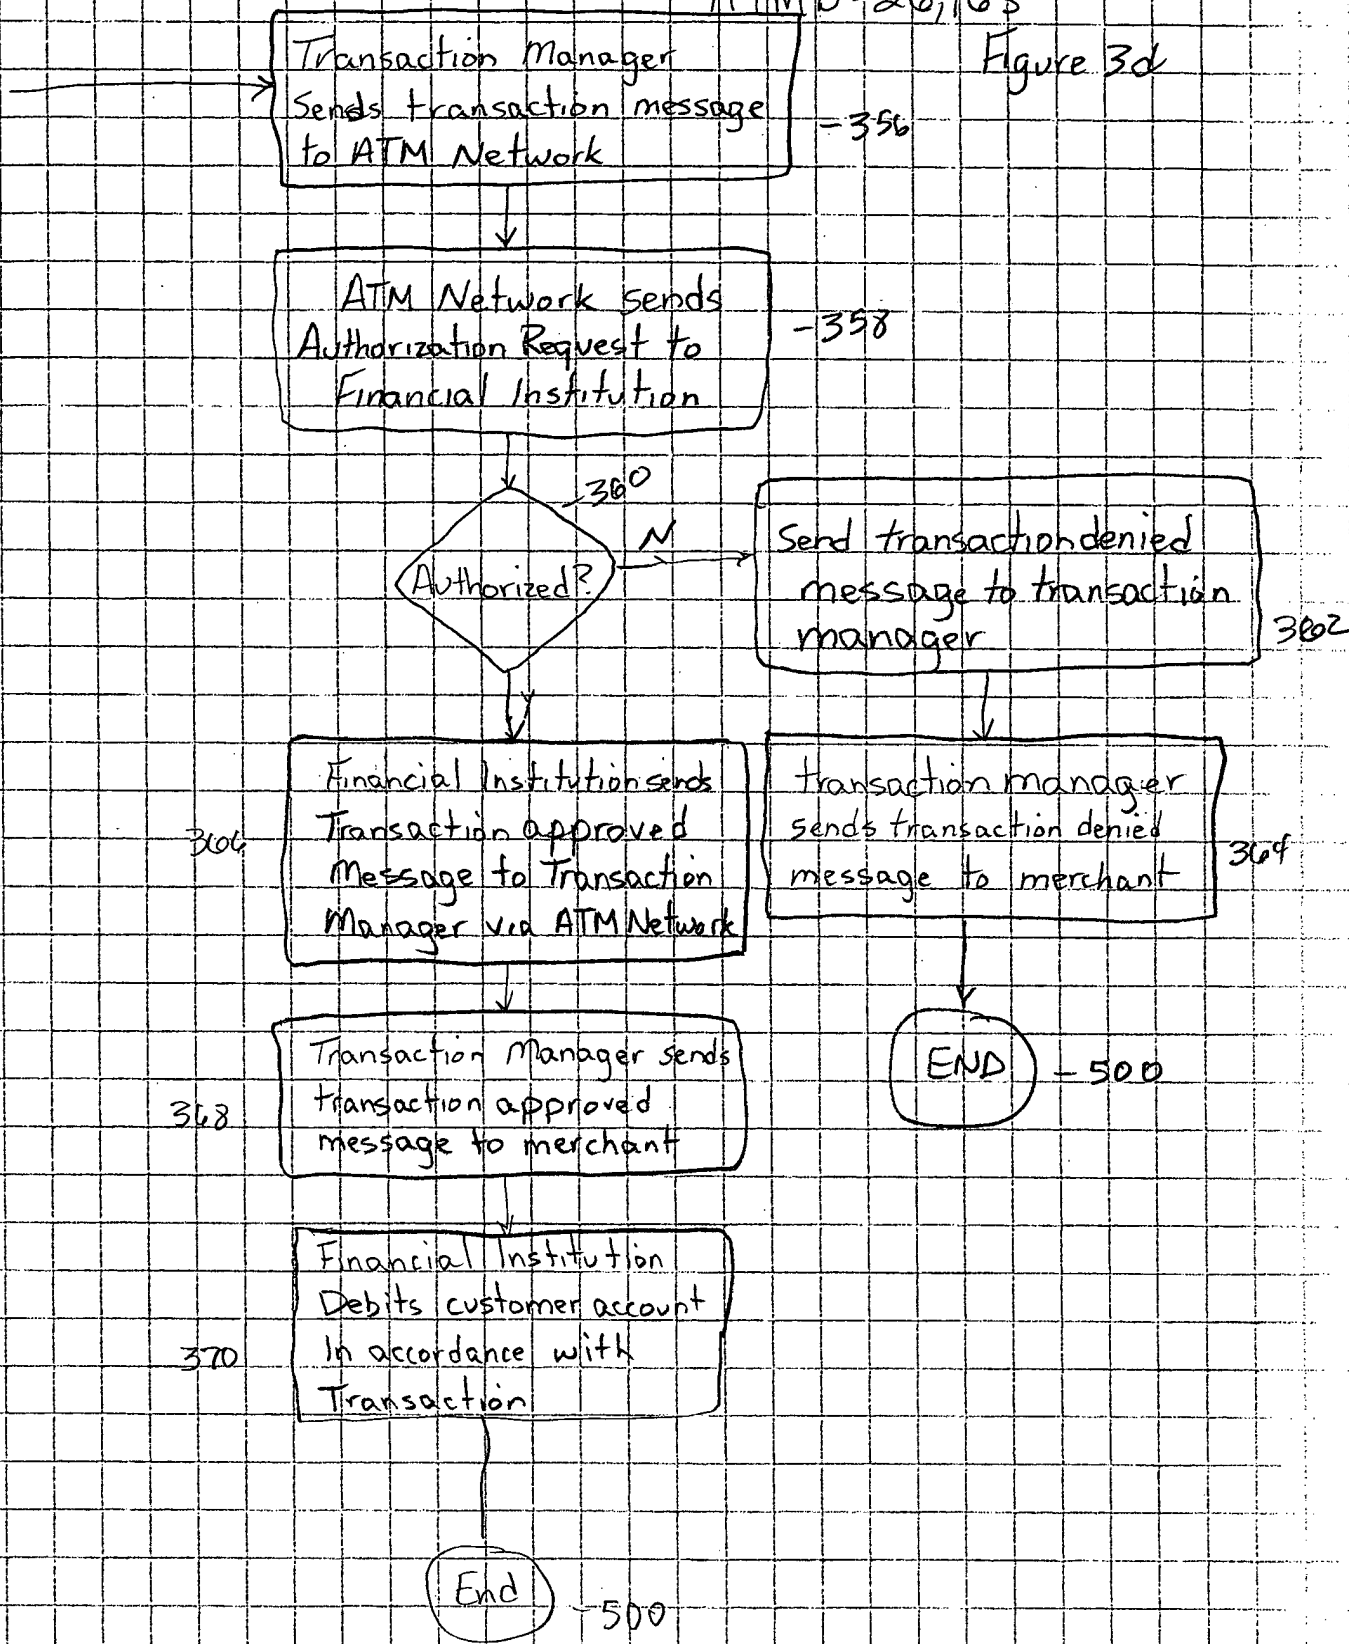 Figure 3d
Transaction Manager
Sends transaction message
to ATM Network
-356
ATM Network sends
Authorization Request to
Financial Institution
-358
-360
Authorized?
N
Send transaction denied
message to transaction
manager
362
Y
Financial Institution sends
Transaction approved
Message to Transaction
Manager via ATM Network
366
transaction manager
sends transaction denied
message to merchant
364
Transaction Manager sends
transaction approved
message to merchant
368
END
-500
Financial Institution
Debits customer account
In accordance with
Transaction
370
End
-500